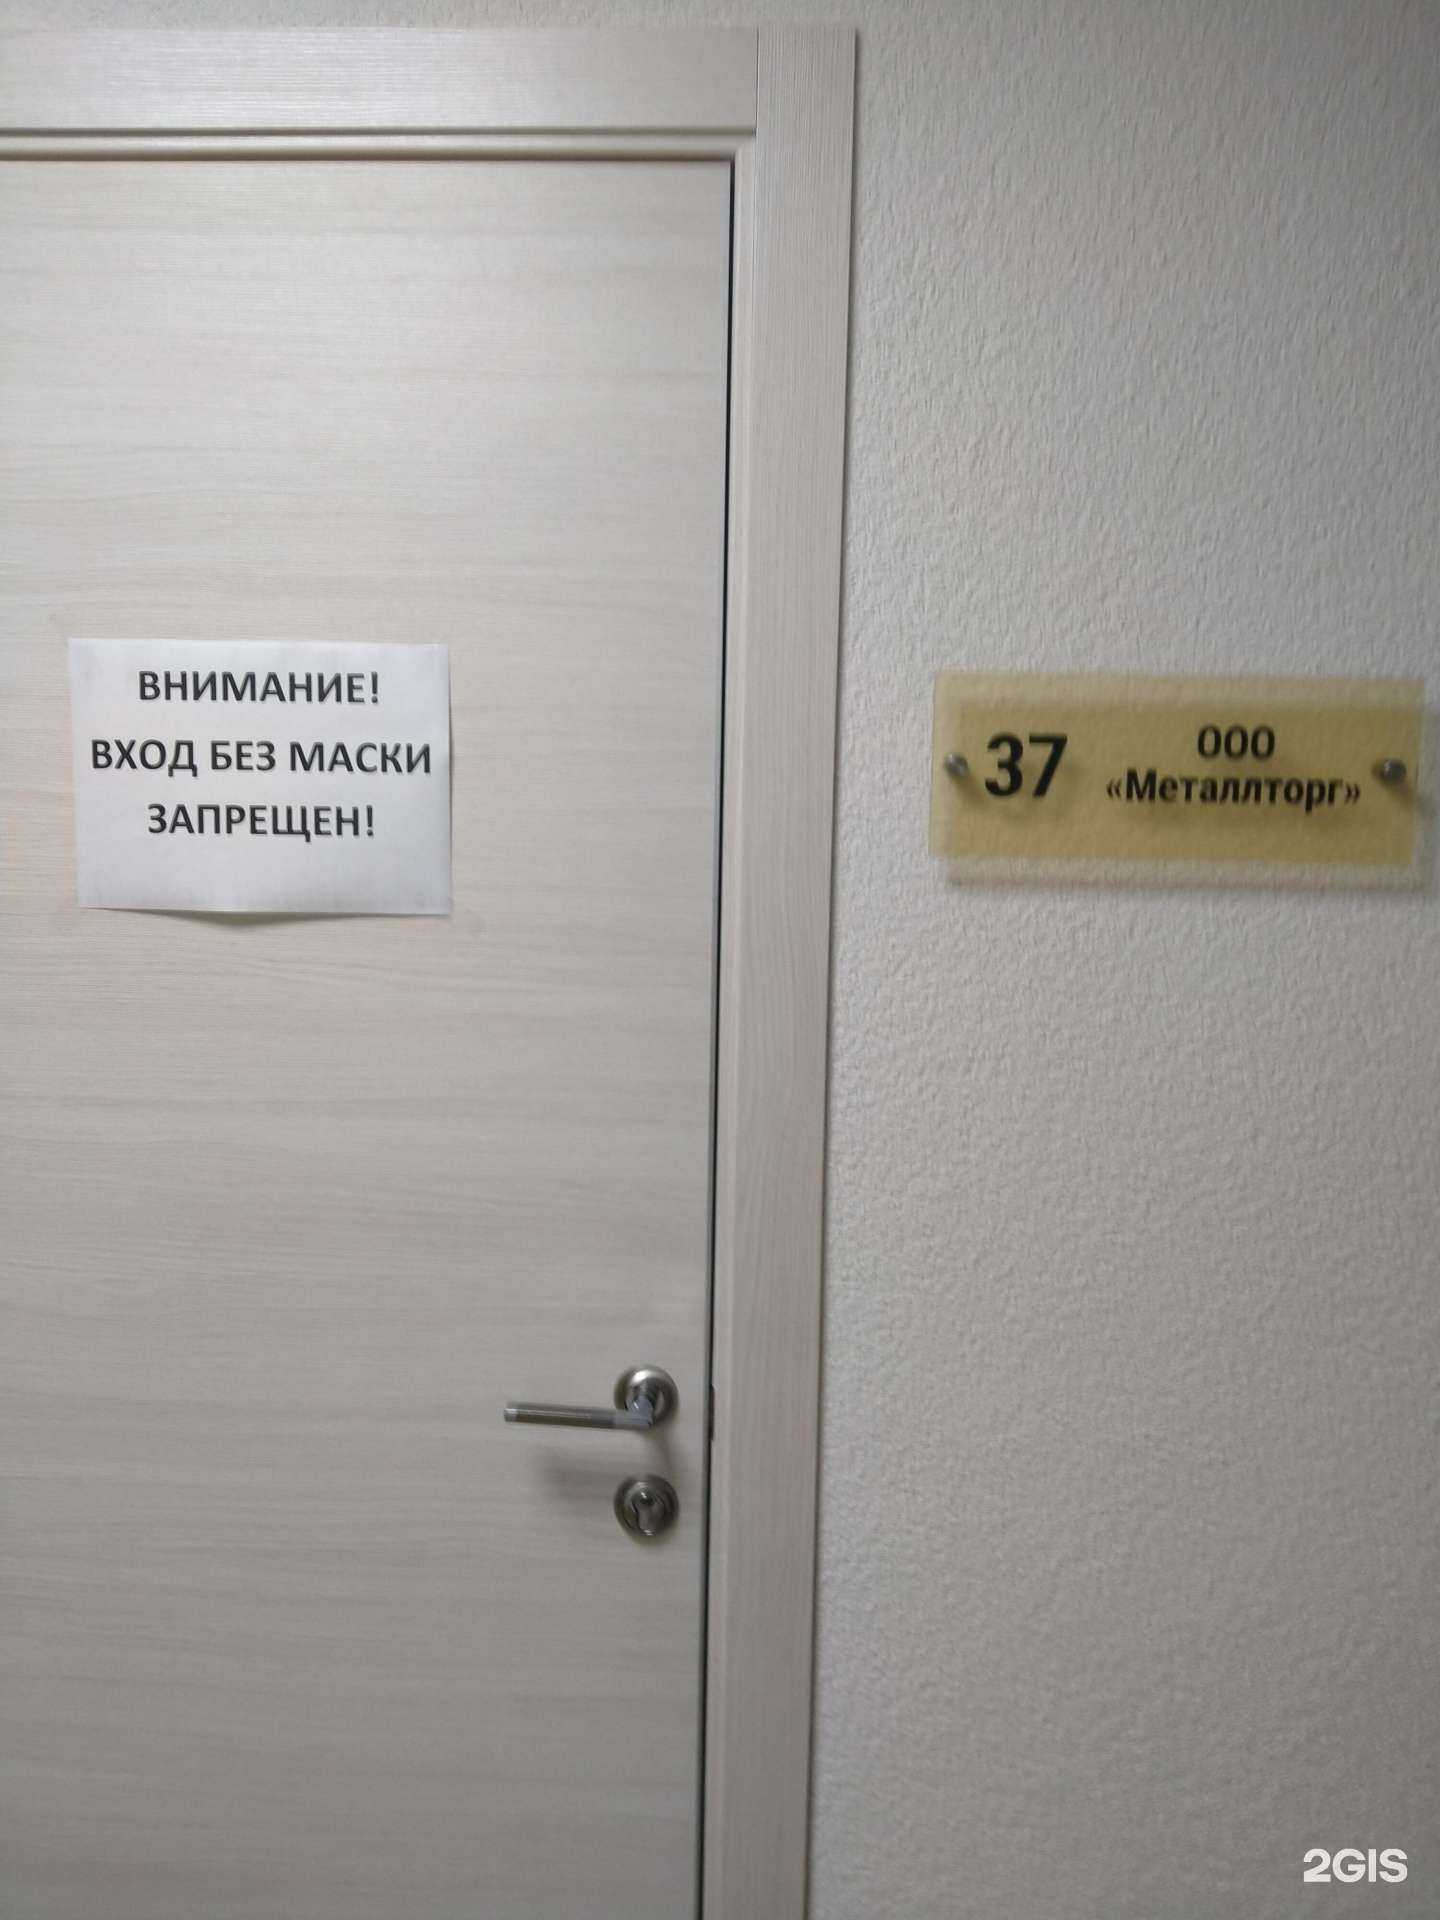 ВНИМАНИЕ!
ВХОД БЕЗ МАСКИ
ЗАПРЕЩЕН!
37
ООО
«Металлторг»
2GIS